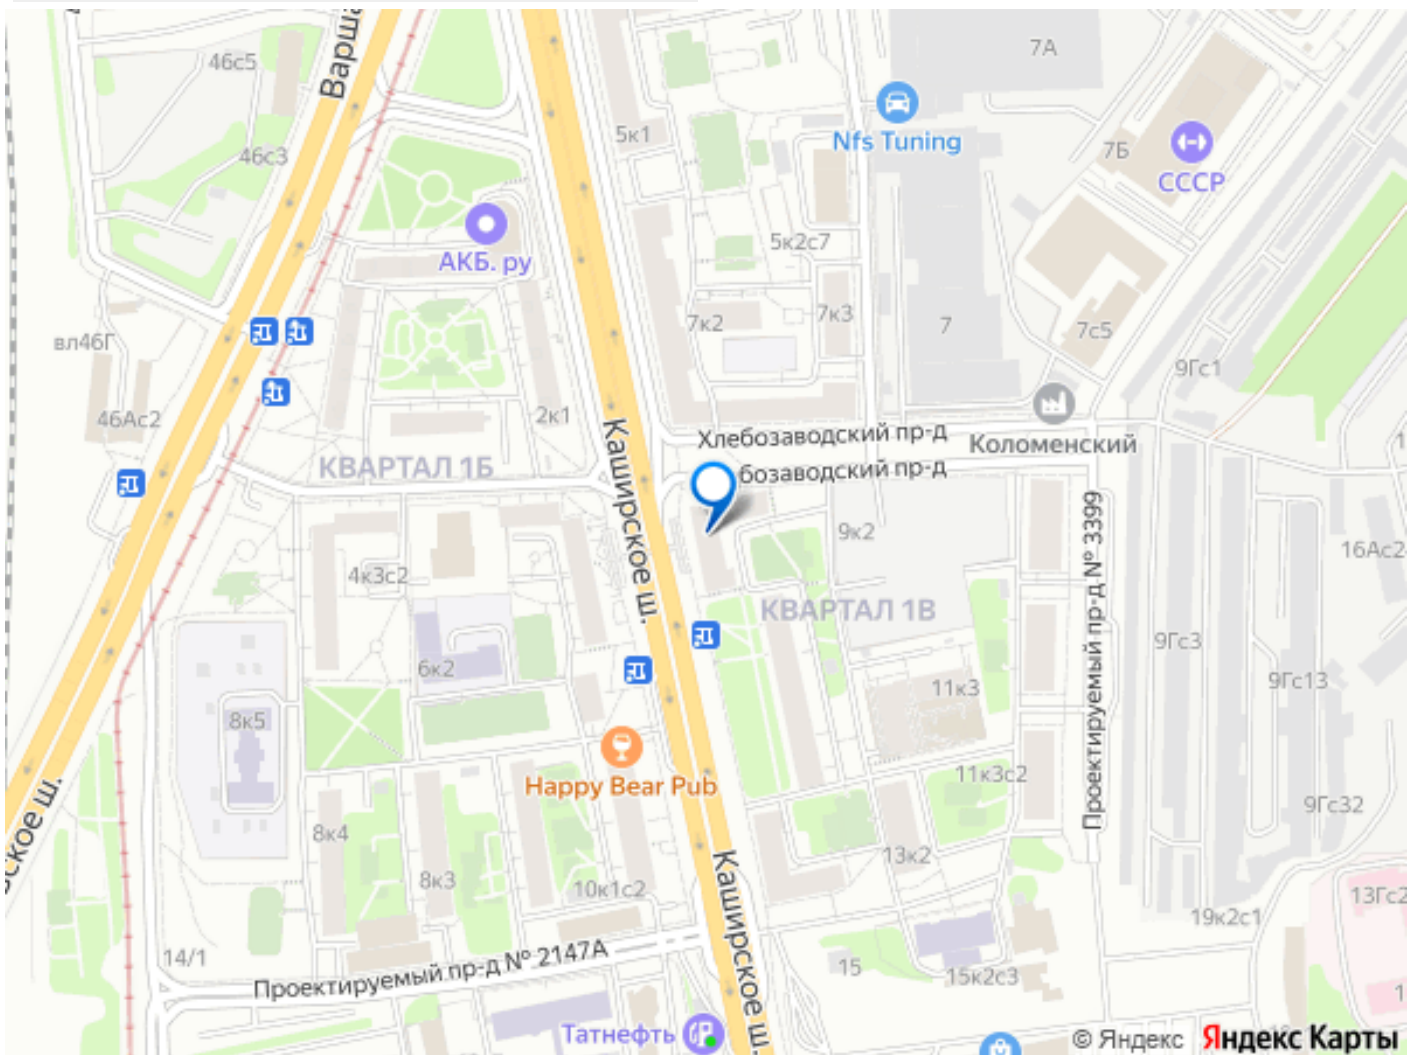 Варша
46с5
7А
5к1
Nfs Tuning
7Б
СССР
46с3
АКБ. ру
5к2с7
вл46Г
7к2
7к3
7
7с5
9Гс1
46Ас2
2к1
Хлебозаводский пр-д
Коломенский
КВАРТАЛ 1Б
бозаводский пр-д
Каширское ш.
9к2
Проектируемый пр-д № 3399
16Ас2
4к3с2
КВАРТАЛ 1В
9Гс3
6к2
11к3
9Гс13
8к5
Happy Bear Pub
11к3с2
9Гс32
ское ш.
8к4
13к2
Каширское ш.
8к3
10к1с2
13Гс2
19к2с1
14/1
Проектируемый пр-д № 2147А
15
15к2с3
Татнефть
© Яндекс Яндекс Карты